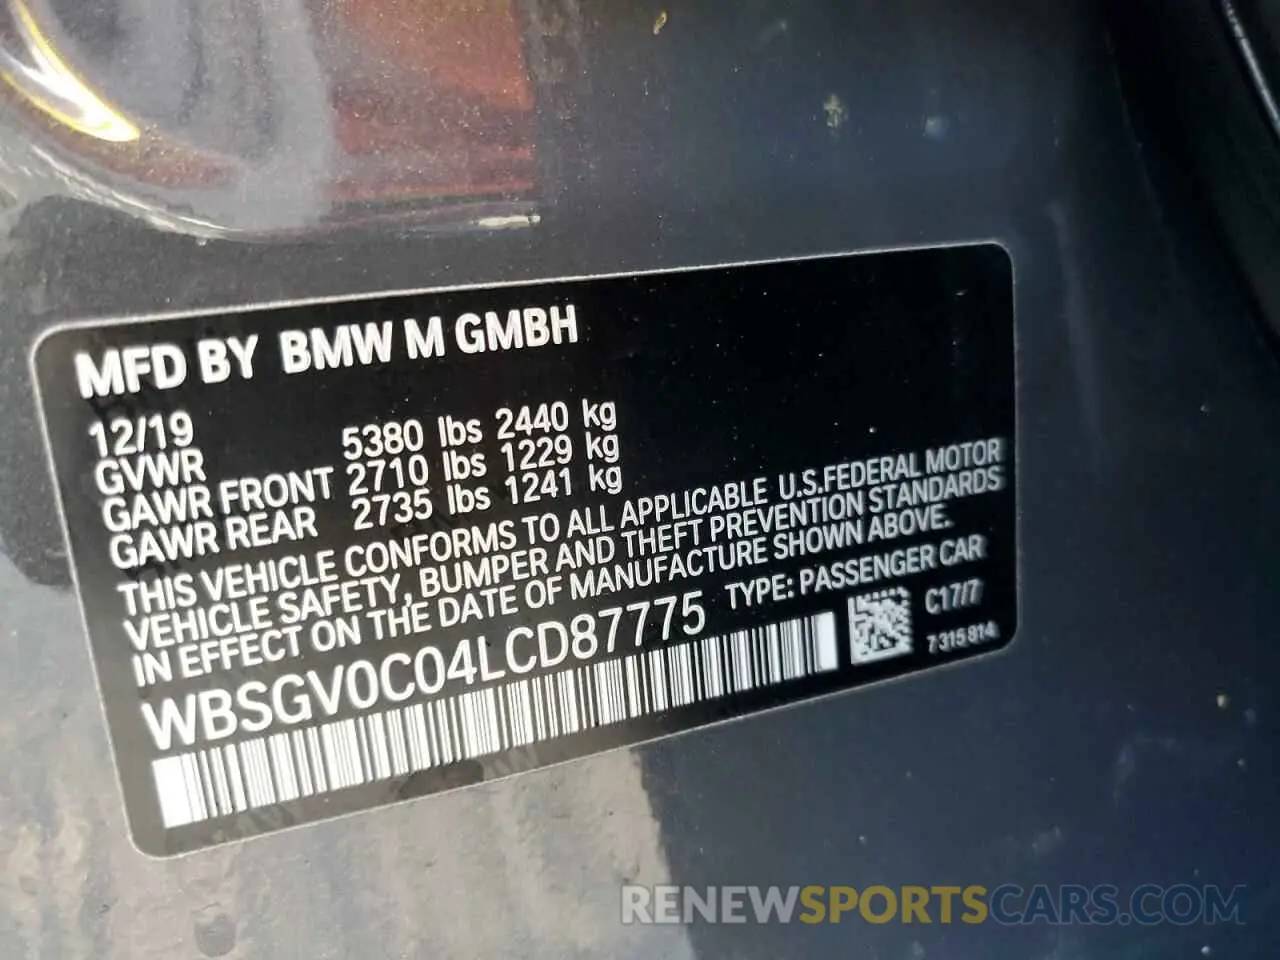 MFD BY BMW M GMBH
12/19
GVWR 5380 lbs 2440 kg
GAWR FRONT 2710 lbs 1229 kg
GAWR REAR 2735 lbs 1241 kg
THIS VEHICLE CONFORMS TO ALL APPLICABLE U.S.FEDERAL MOTOR
VEHICLE SAFETY, BUMPER AND THEFT PREVENTION STANDARDS
IN EFFECT ON THE DATE OF MANUFACTURE SHOWN ABOVE.
WBSGV0C04LCD87775 TYPE: PASSENGER CAR
C17/7
7 315 814
RENEWSPORTSCARS.COM